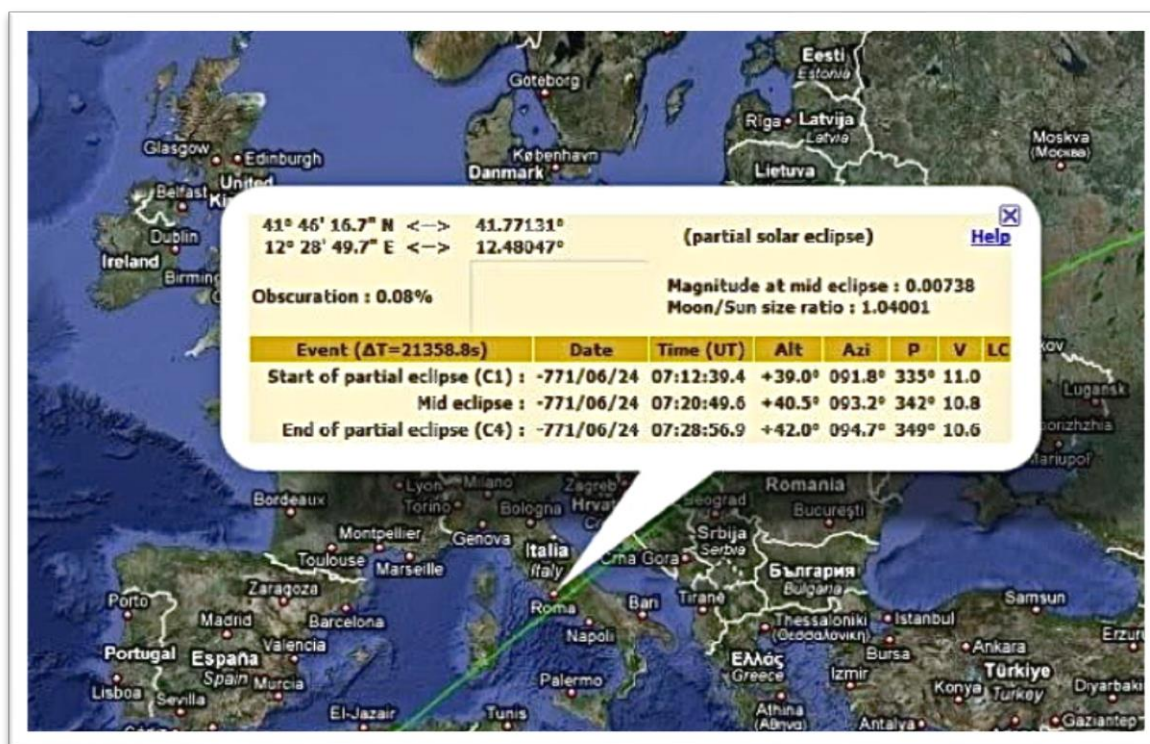 Eesti
Estonia
Göteborg
Rīga Latvija
Latvia
Moskva
(Москва)
Glasgow
Edinburgh
København
Danmark
Lietuva
Belfast
United
Dublin
Ireland
41° 46' 16.7" N <—> 41.77131°
12° 28' 49.7" E <—> 12.48047°
(partial solar eclipse)
Help
Obscuration : 0.08%
Magnitude at mid eclipse : 0.00738
Moon/Sun size ratio : 1.04001
Event (ΔT=21358.8s) Date Time (UT) Alt Azi P V LC
Start of partial eclipse (C1) : -771/06/24 07:12:39.4 +39.0° 091.8° 335° 11.0
Mid eclipse : -771/06/24 07:20:49.6 +40.5° 093.2° 342° 10.8
End of partial eclipse (C4) : -771/06/24 07:28:56.9 +42.0° 094.7° 349° 10.6
Lyon
Milano
Zagreb
Romania
Bordeaux
Torino
Bologna
București
Montpellier
Genova
Srbija
Serbia
Toulouse
Marseille
Italia
Italy
Crna Gora
България
Bulgaria
Zaragoza
Porto
Roma
Bari
Tiranë
Samsun
Madrid
Barcelona
Thessaloniki
(Θεσσαλονίκη)
Istanbul
Napoli
Valencia
Portugal
España
Spain
Murcia
Ελλάς
Greece
Bursa
Ankara
Izmir
Türkiye
Turkey
Konya
Palermo
Lisboa
Sevilla
El-Jazair
Tunis
Athina
(Αθήνα)
Antalya
Gaziantep